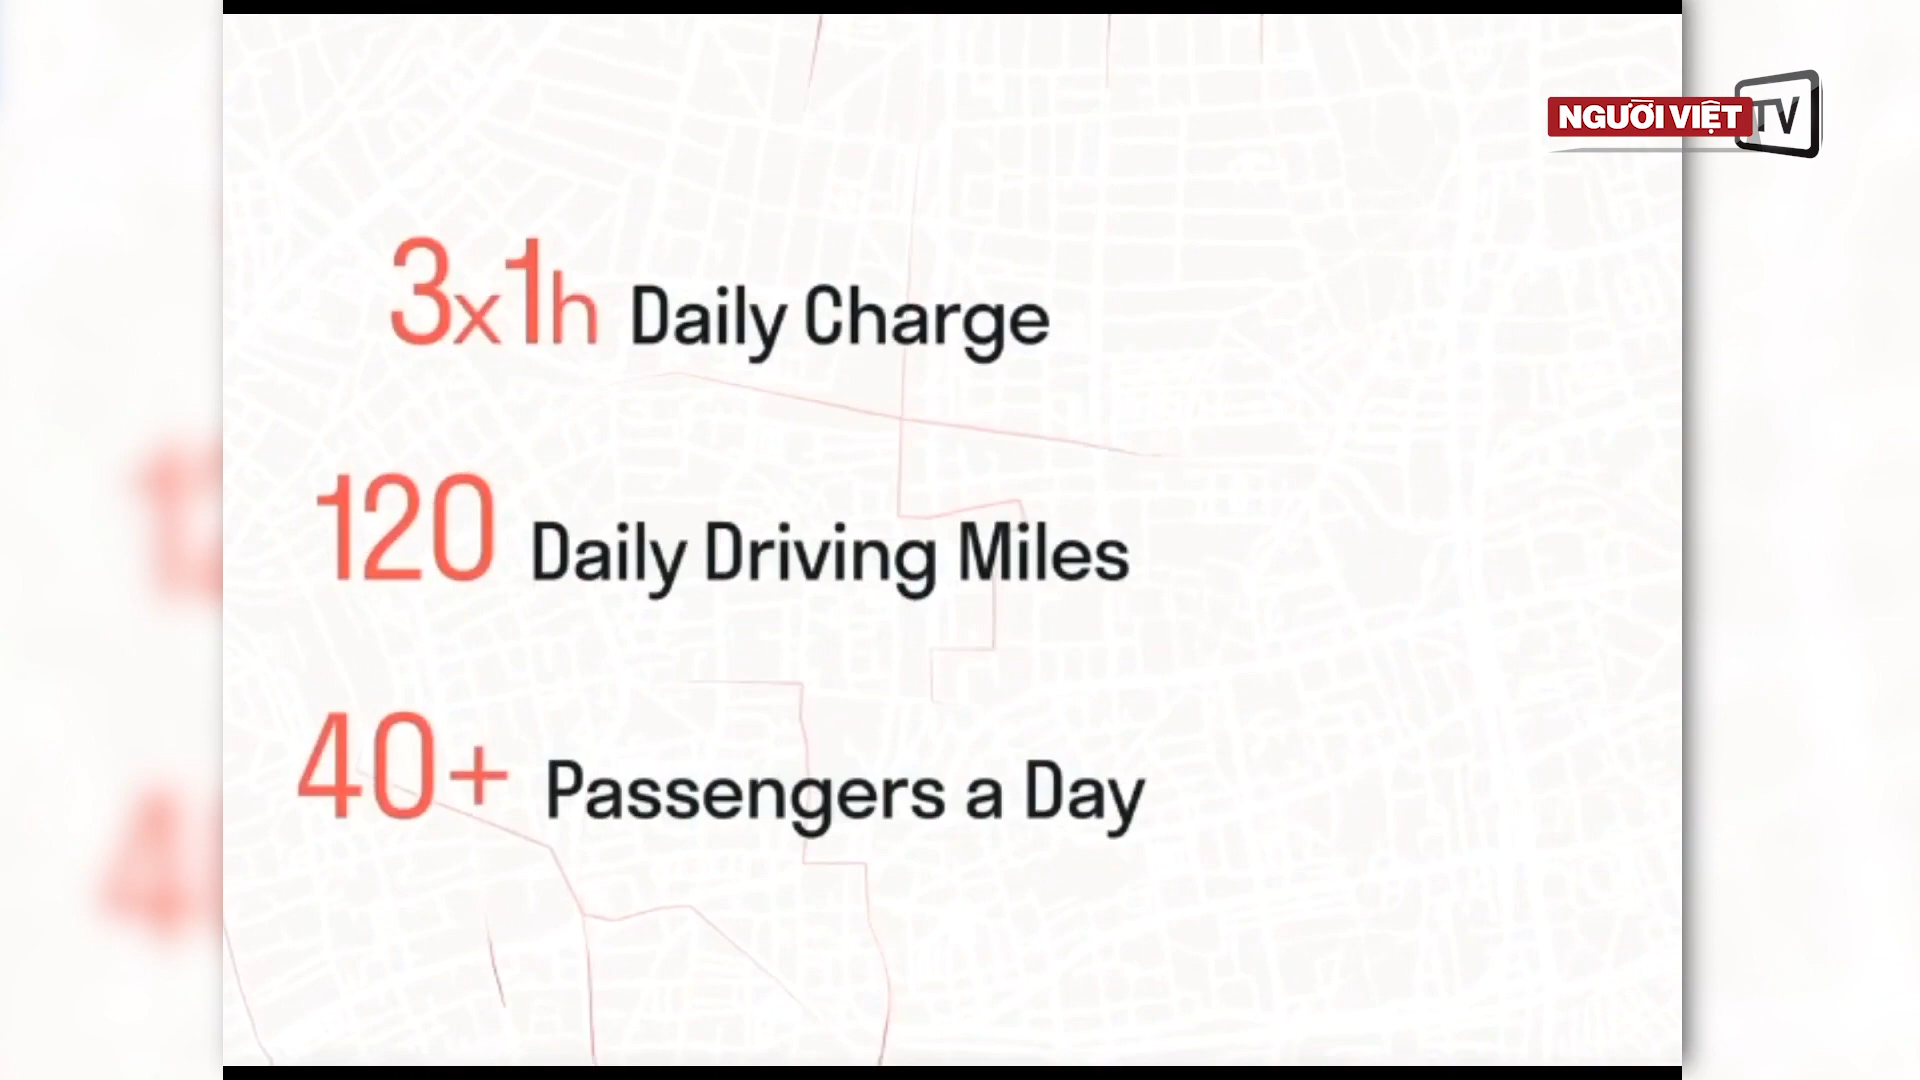 NGƯỜI VIỆT TV
3x1h Daily Charge
120 Daily Driving Miles
40+ Passengers a Day